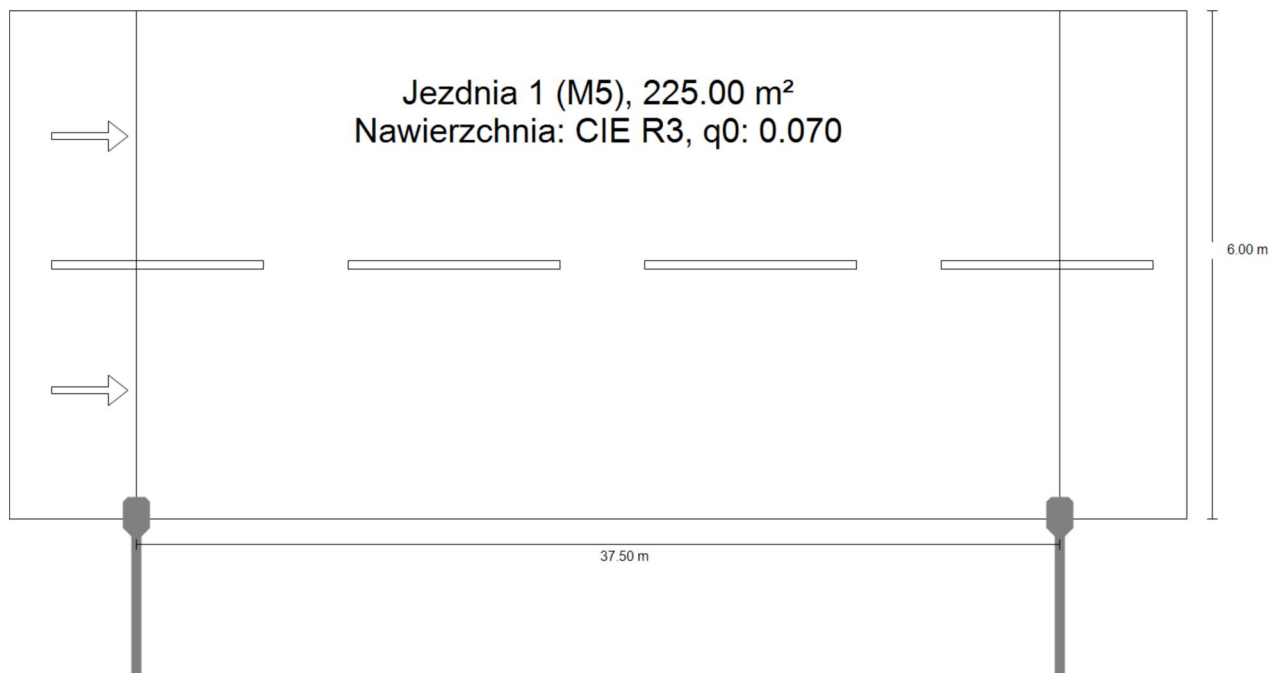 Jezdnia 1 (M5), 225.00 m²
Nawierzchnia: CIE R3, q0: 0.070
6.00 m
37.50 m